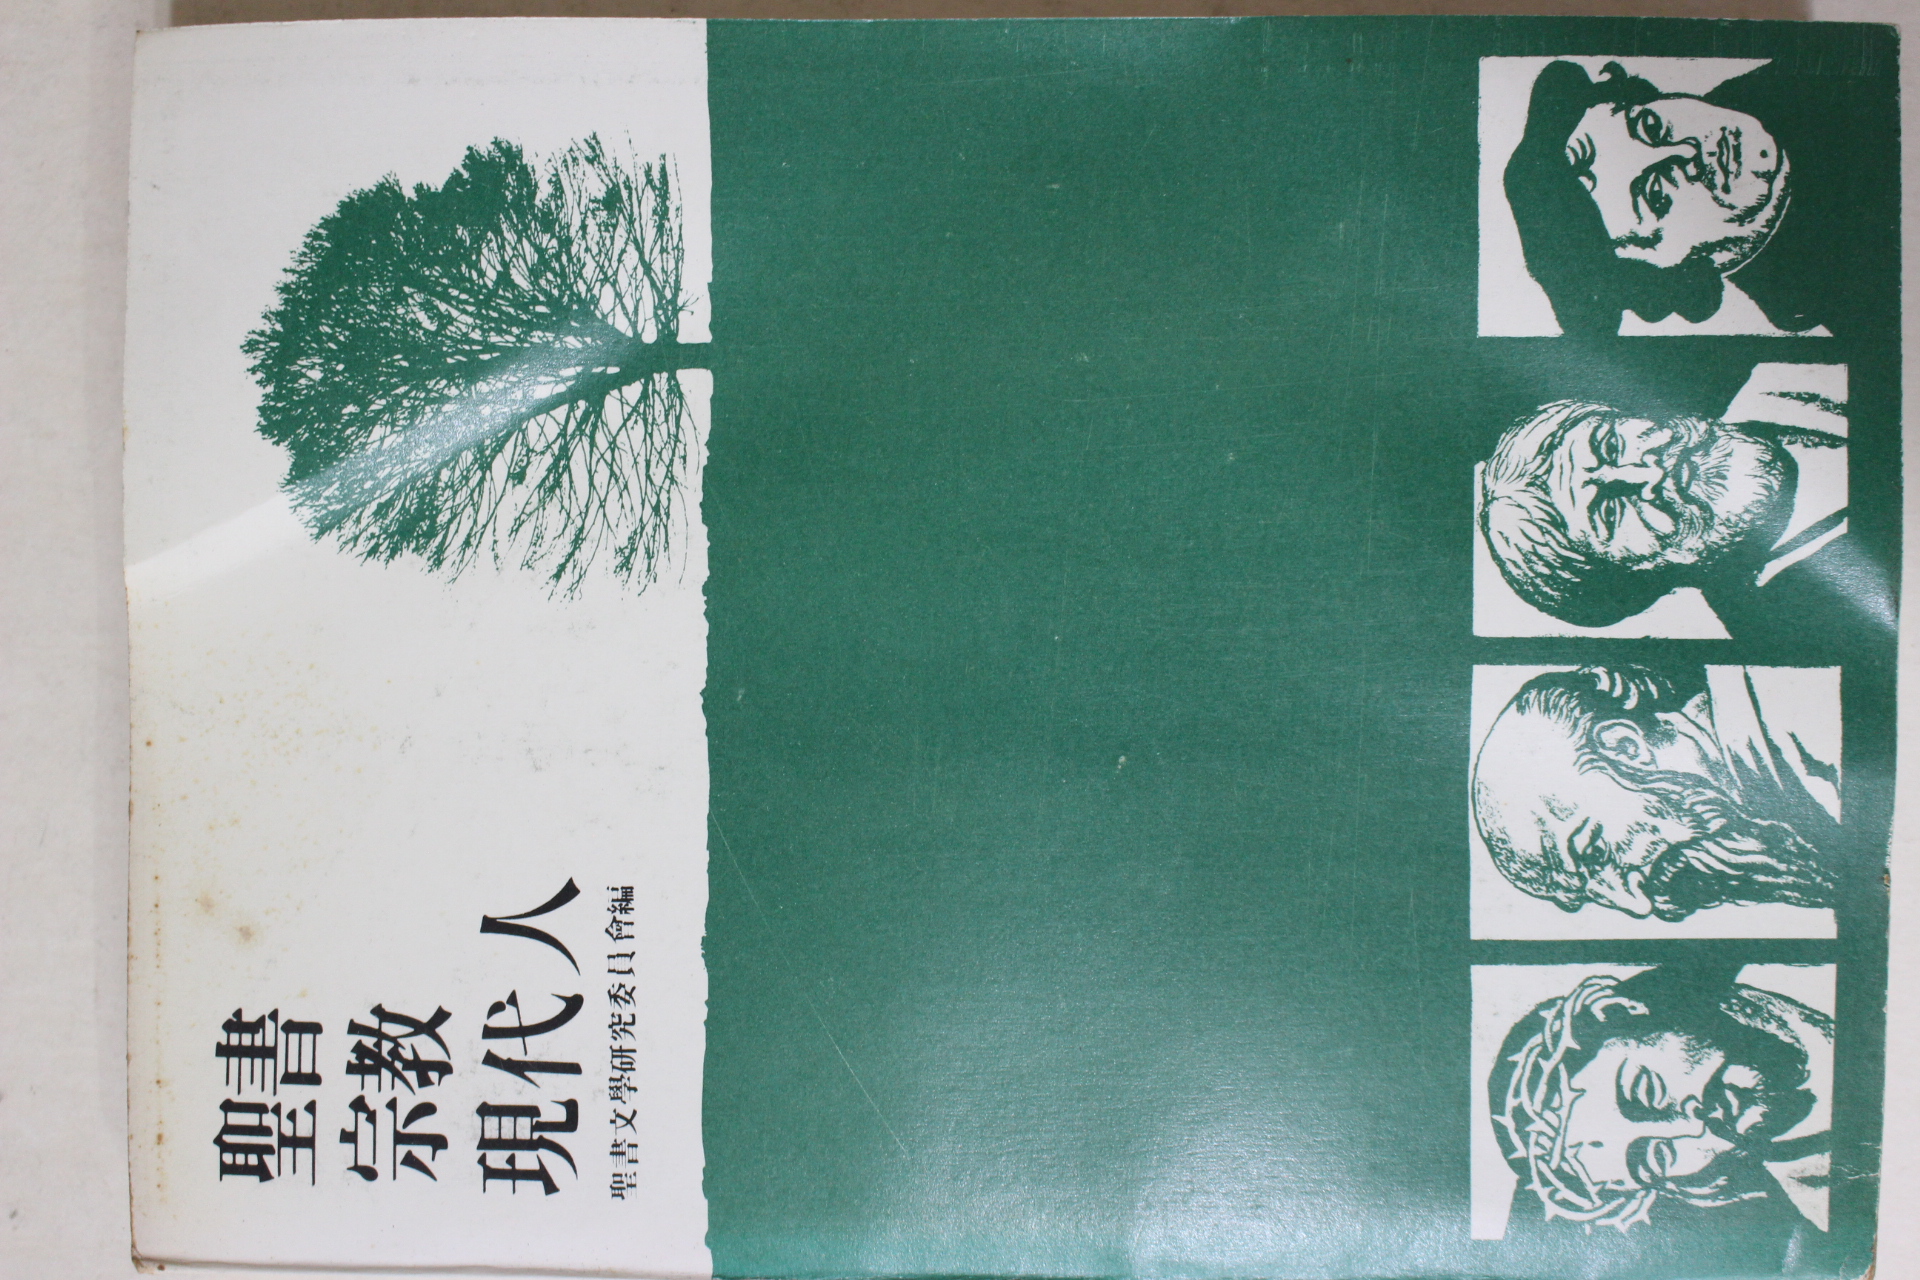 聖書
宗教
現代人
聖書文學硏究委員會編